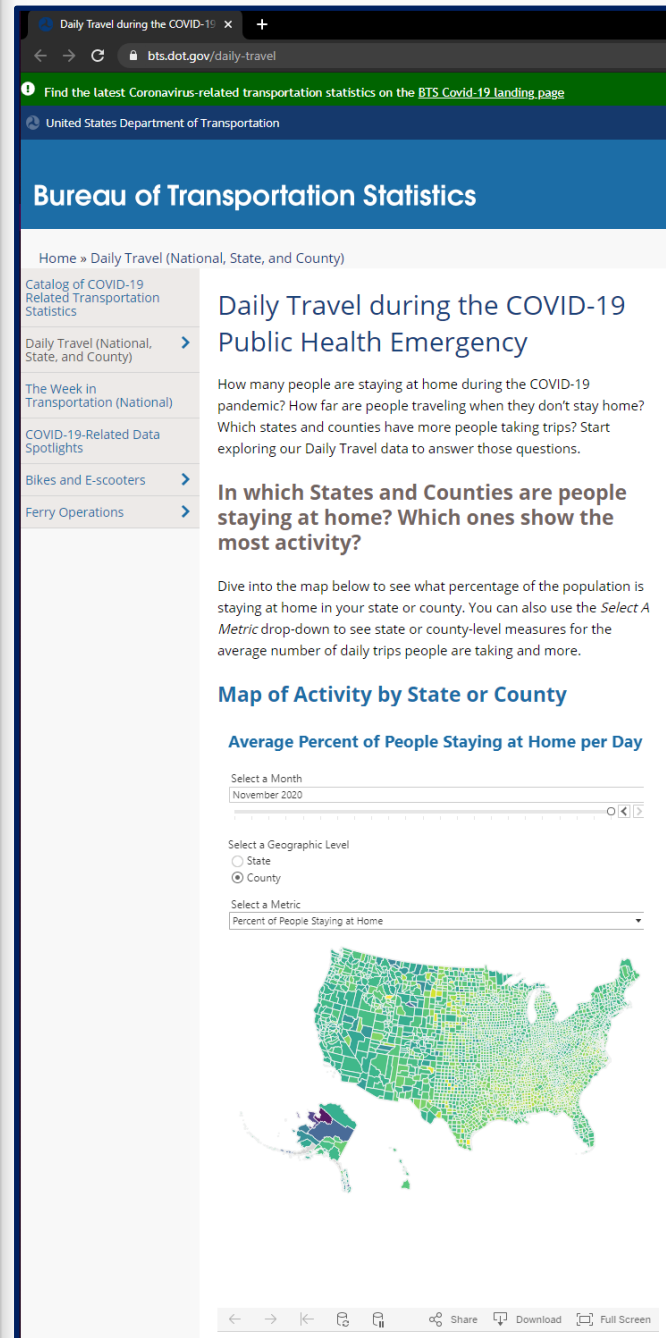 Daily Travel during the COVID-19
bts.dot.gov/daily-travel
Find the latest Coronavirus-related transportation statistics on the BTS Covid-19 landing page
United States Department of Transportation
Bureau of Transportation Statistics
Home » Daily Travel (National, State, and County)
Catalog of COVID-19
Related Transportation
Statistics
Daily Travel (National,
State, and County)
The Week in
Transportation (National)
COVID-19-Related Data
Spotlights
Bikes and E-scooters
Ferry Operations
Daily Travel during the COVID-19
Public Health Emergency
How many people are staying at home during the COVID-19
pandemic? How far are people traveling when they don’t stay home?
Which states and counties have more people taking trips? Start
exploring our Daily Travel data to answer those questions.
In which States and Counties are people
staying at home? Which ones show the
most activity?
Dive into the map below to see what percentage of the population is
staying at home in your state or county. You can also use the Select A
Metric drop-down to see state or county-level measures for the
average number of daily trips people are taking and more.
Map of Activity by State or County
Average Percent of People Staying at Home per Day
Select a Month
November 2020
Select a Geographic Level
State
County
Select a Metric
Percent of People Staying at Home
Share
Download
Full Screen